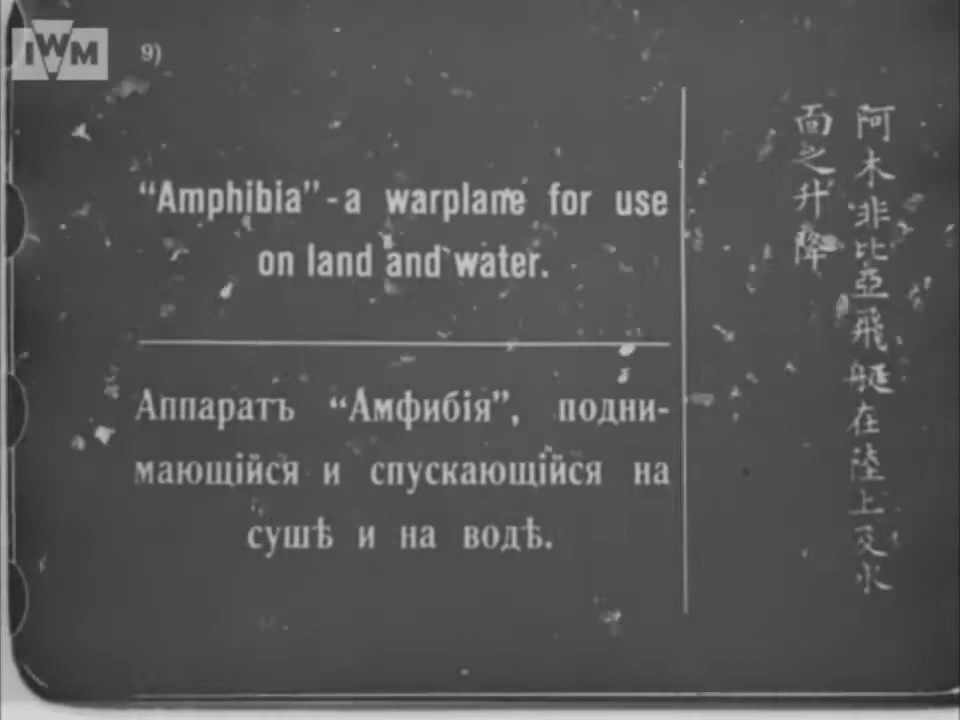 IWM
9)
"Amphibia" - a warplane for use
on land and water.
Аппаратъ "Амфибія", подни-
мающійся и спускающійся на
сушѣ и на водѣ.
阿木非比亞飛艇在陸上及水
面之升降